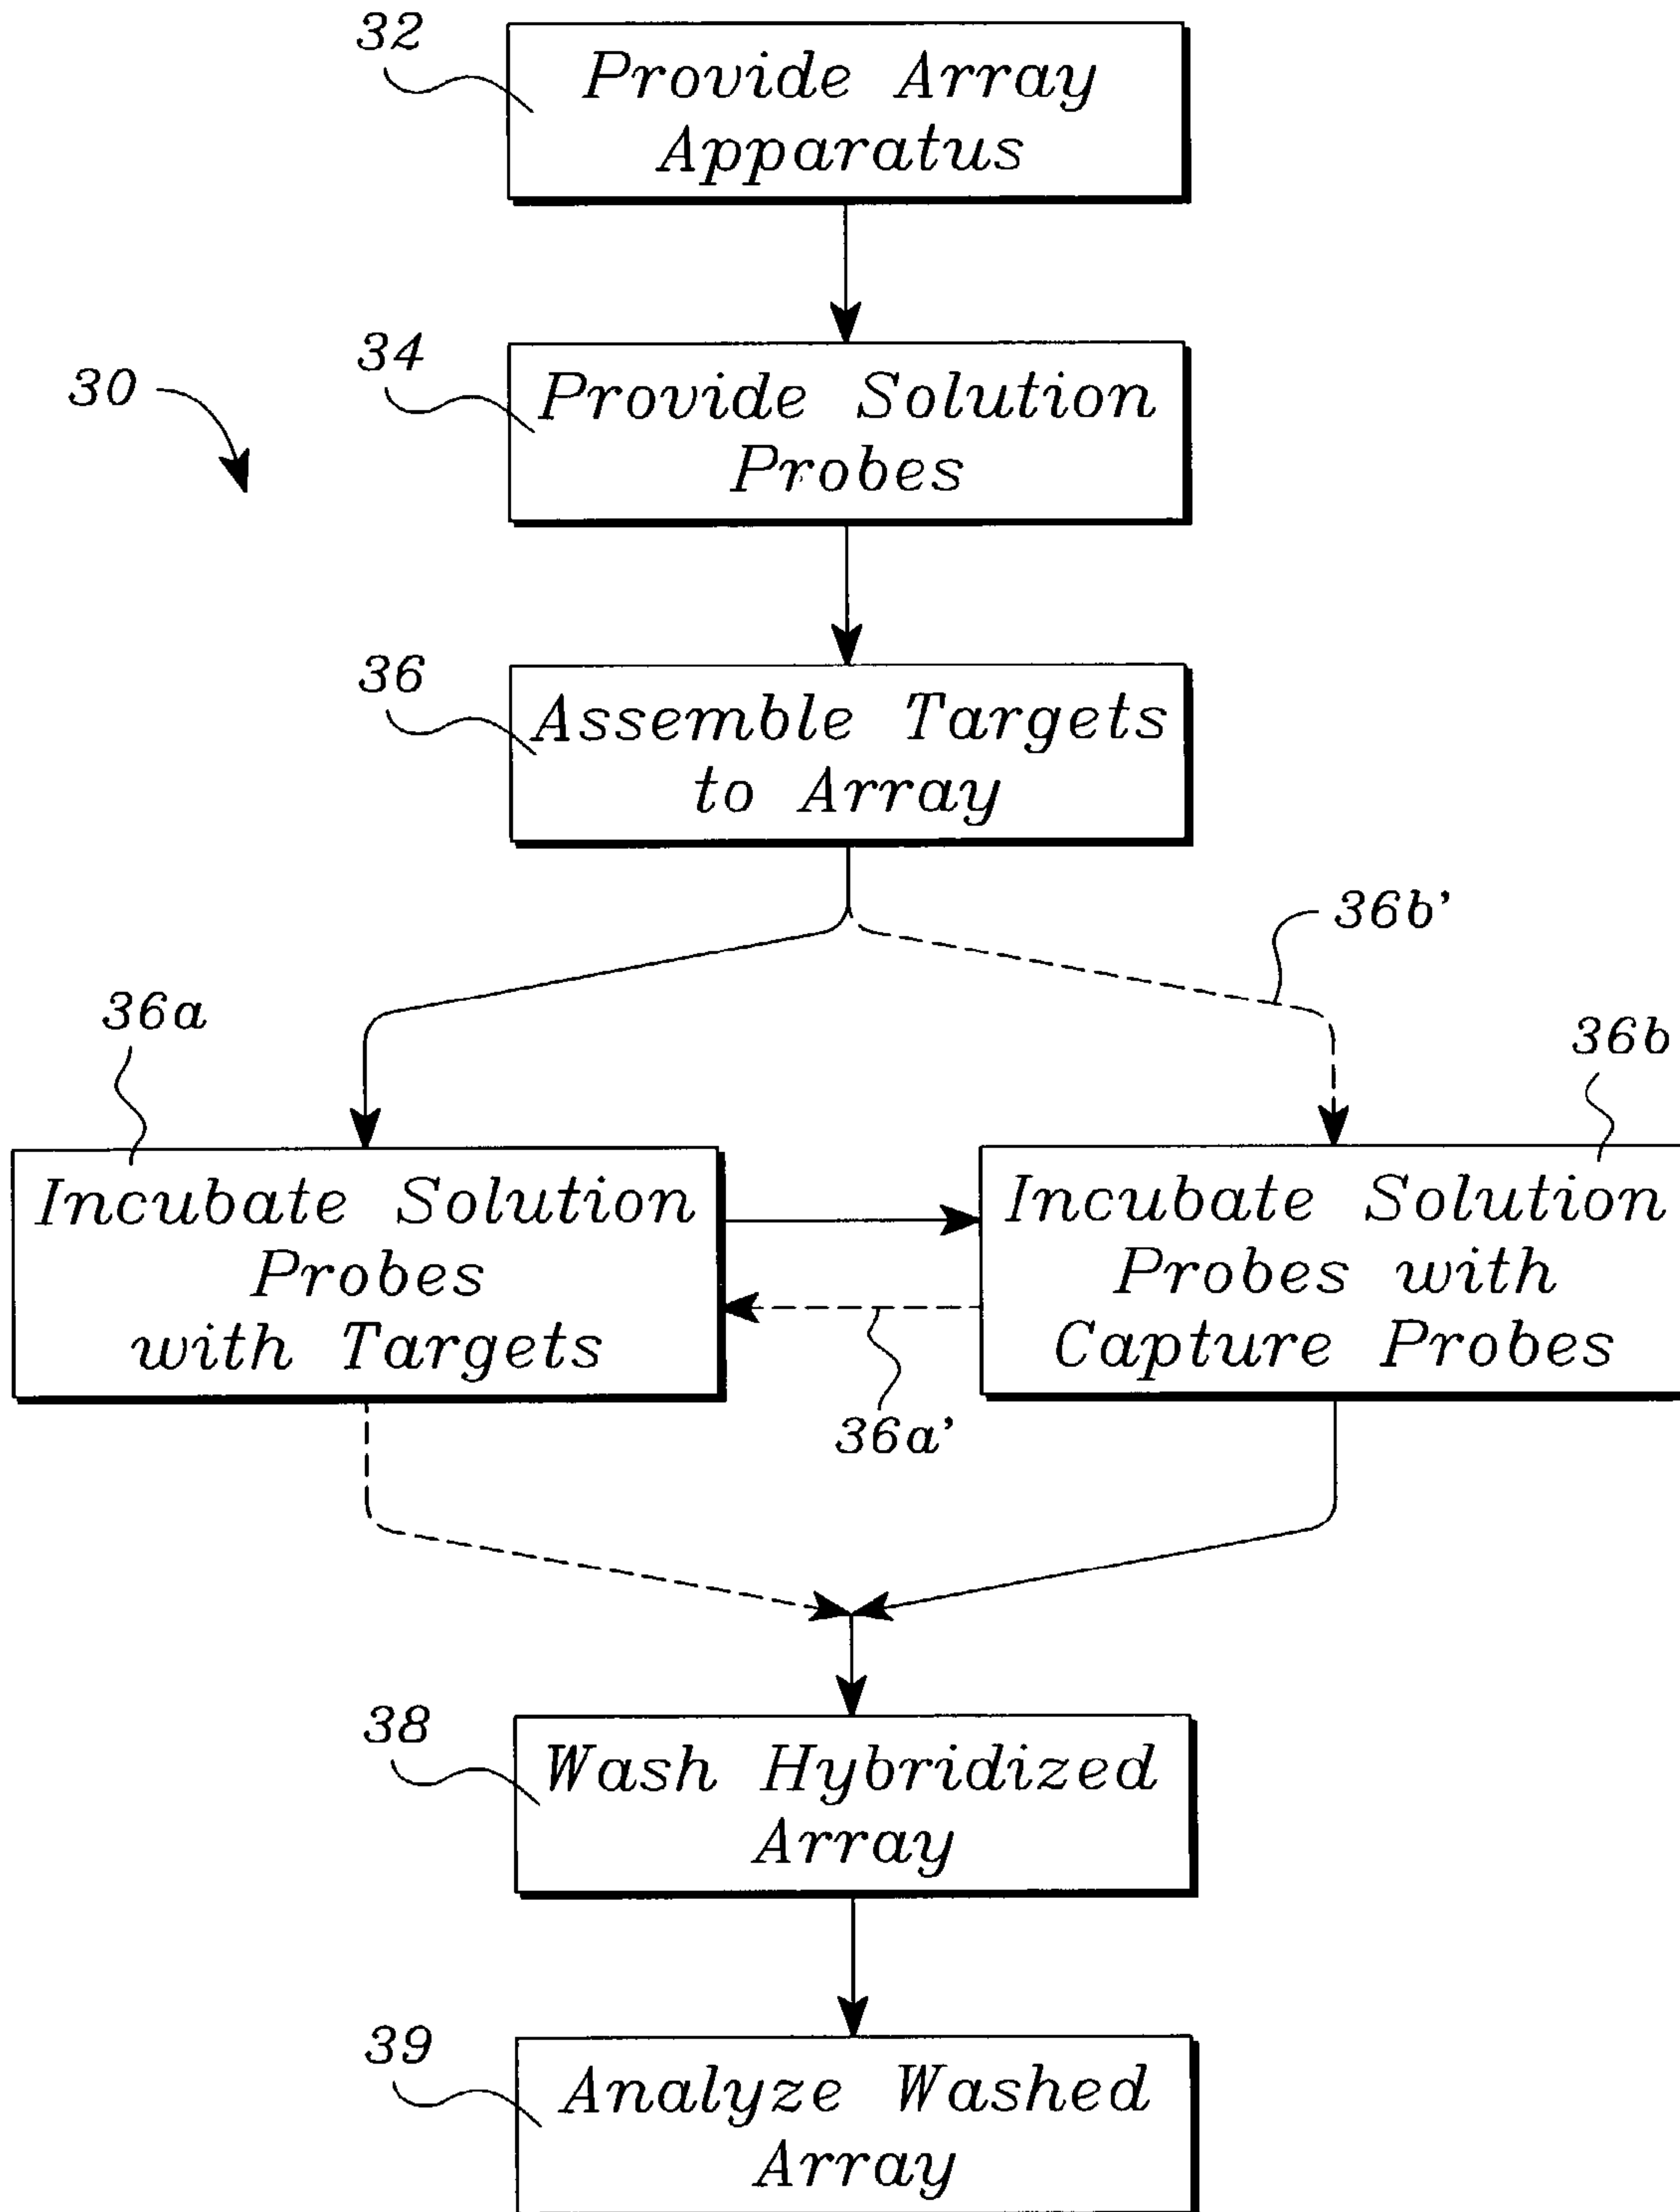 32
Provide Array
Apparatus
30
34
Provide Solution
Probes
36
Assemble Targets
to Array
36b'
36a
36b
Incubate Solution
Probes
with Targets
Incubate Solution
Probes with
Capture Probes
36a'
38
Wash Hybridized
Array
39
Analyze Washed
Array